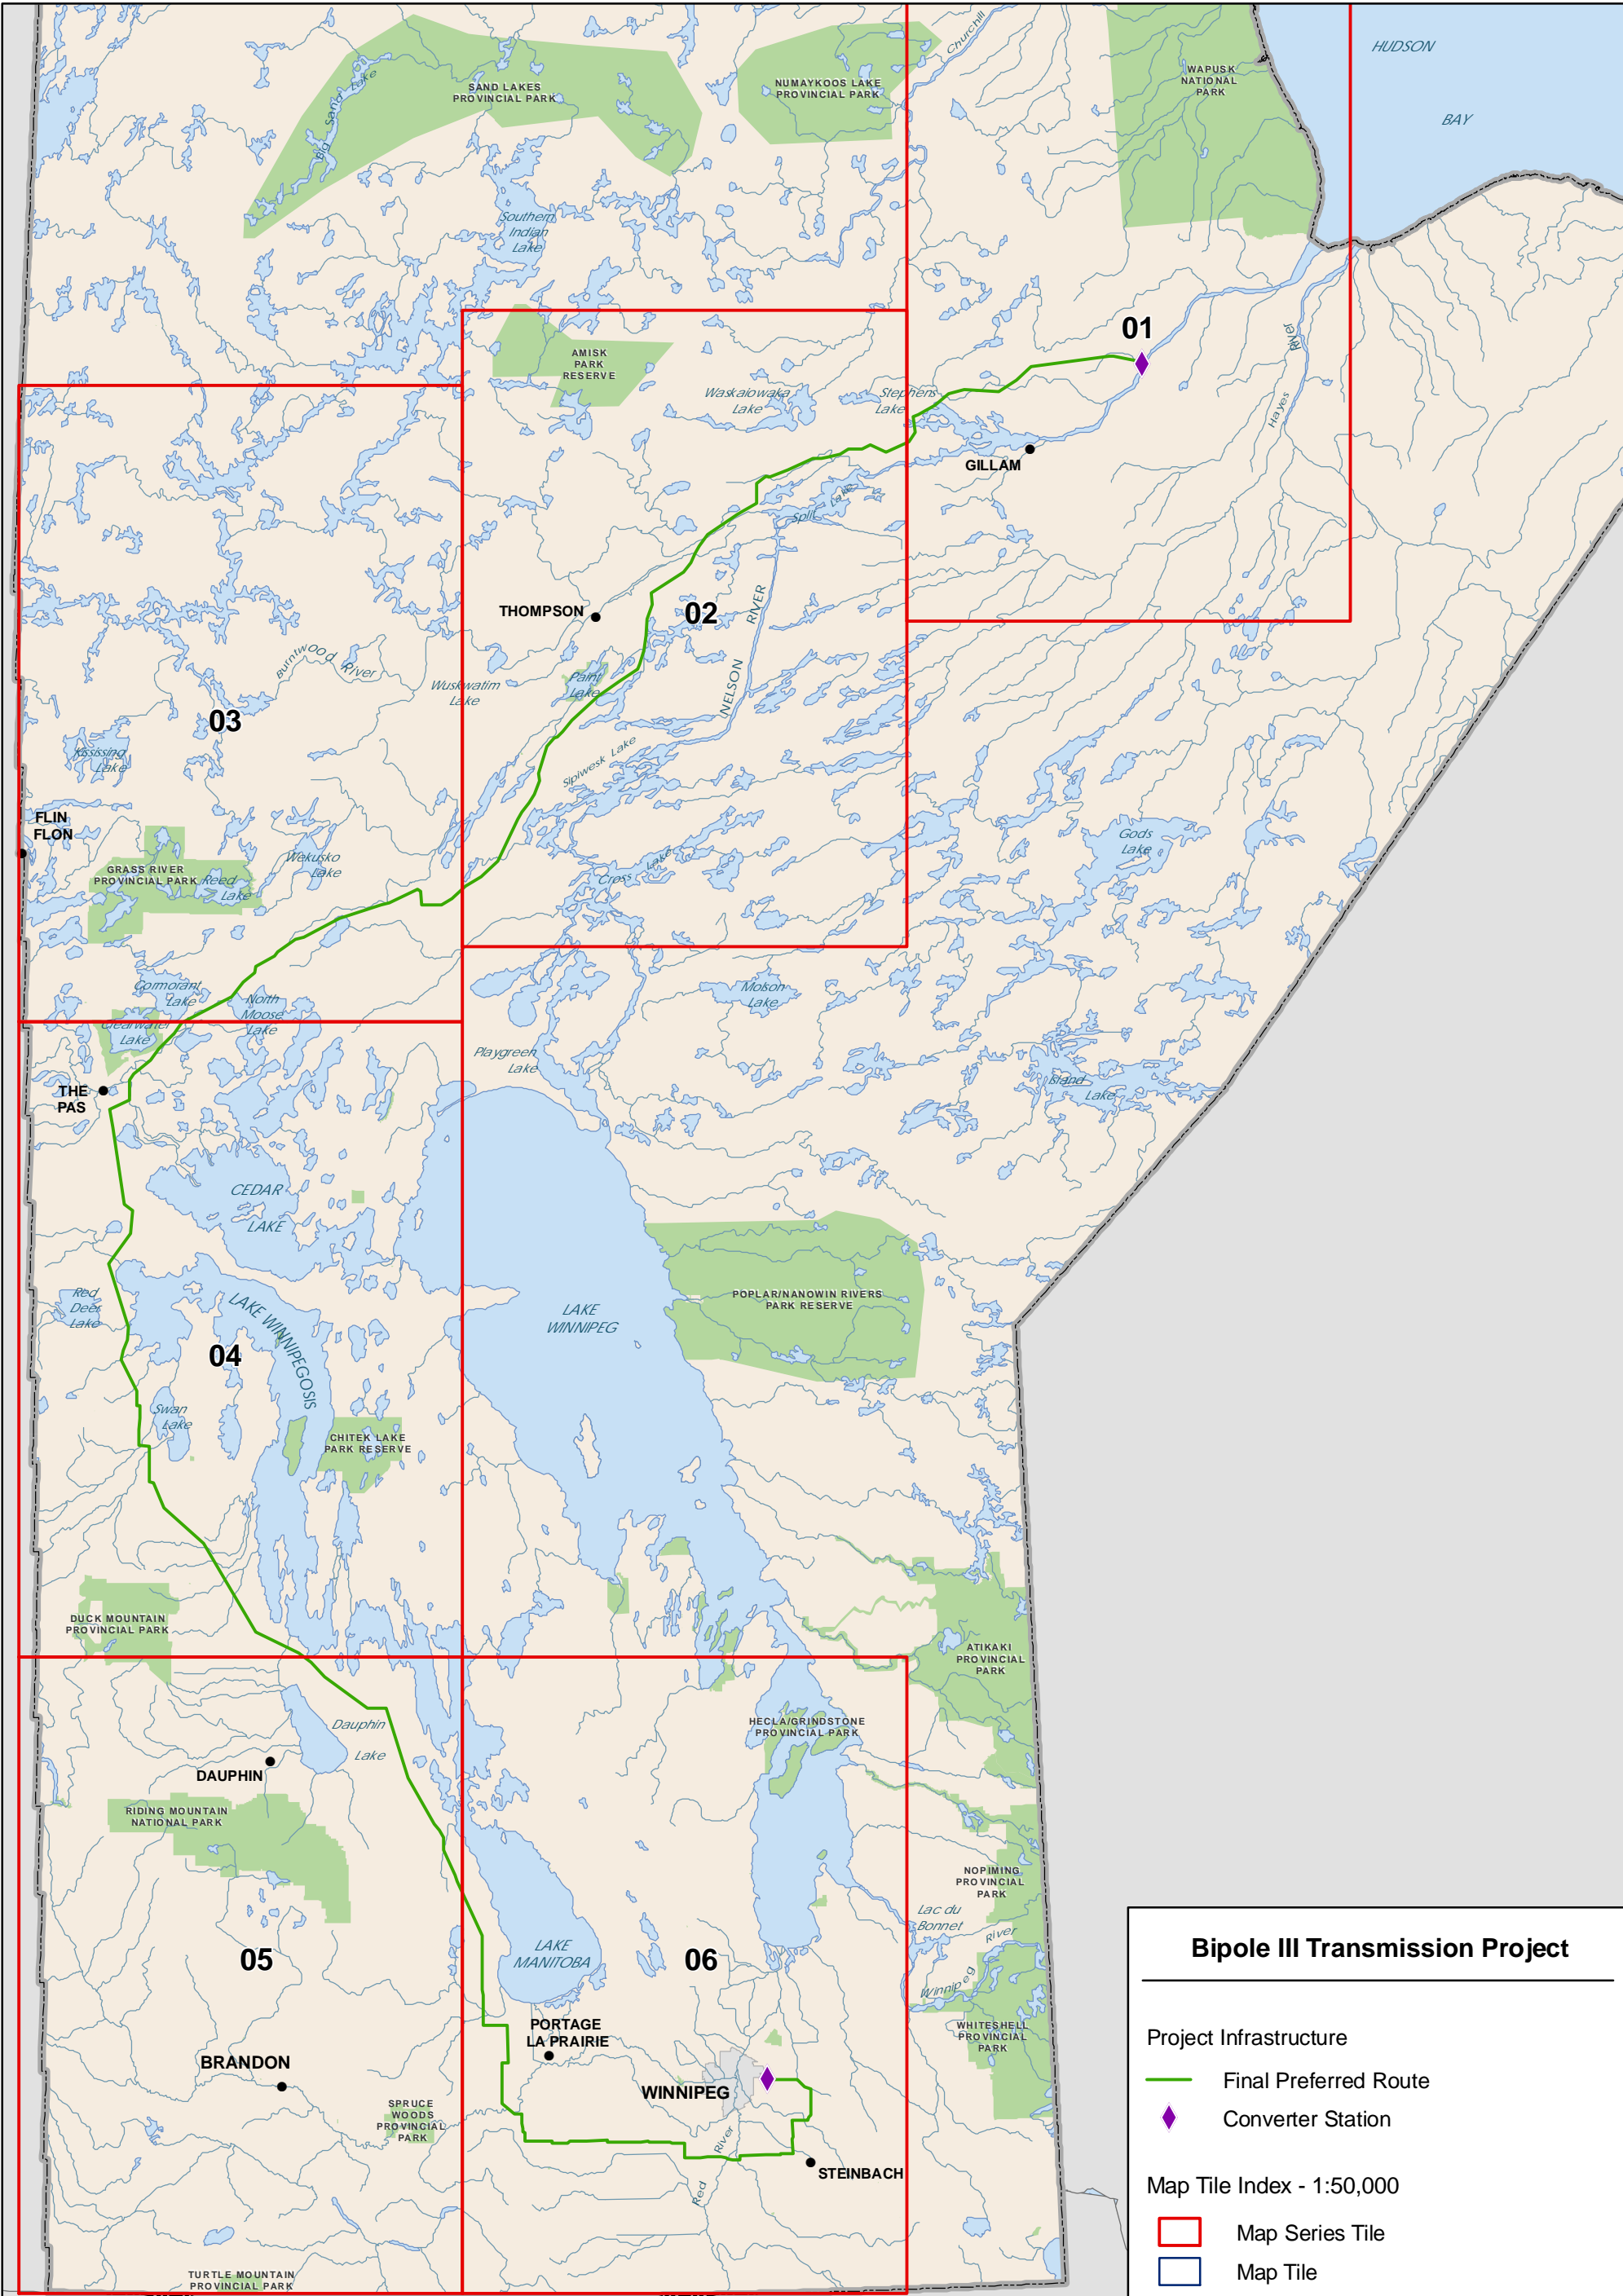 HUDSON
BAY
Churchill
WAPUSK
NATIONAL
PARK
SAND LAKES
PROVINCIAL PARK
NUMAYKOOS LAKE
PROVINCIAL PARK
Big Sand Lake
Southern
Indian
Lake
01
AMISK
PARK
RESERVE
Waskaiowaka
Lake
Stephens
Lake
Hayes River
GILLAM
Split Lake
THOMPSON
02
NELSON RIVER
Burntwood River
Wuskwatim
Lake
Paint
Lake
03
Kississing
Lake
Sipiwesk Lake
FLIN
FLON
GRASS RIVER
PROVINCIAL PARK
Reed
Lake
Wekusko
Lake
Cross Lake
Gods
Lake
Cormorant
Lake
North
Moose
Lake
Molson
Lake
Clearwater
Lake
Playgreen
Lake
THE
PAS
Island
Lake
CEDAR
LAKE
Red
Deer
Lake
LAKE WINNIPEGOSIS
LAKE
WINNIPEG
POPLAR/NANOWIN RIVERS
PARK RESERVE
04
Swan
Lake
CHITEK LAKE
PARK RESERVE
DUCK MOUNTAIN
PROVINCIAL PARK
ATIKAKI
PROVINCIAL
PARK
Dauphin
Lake
HECLA/GRINDSTONE
PROVINCIAL PARK
DAUPHIN
RIDING MOUNTAIN
NATIONAL PARK
NOPIMING
PROVINCIAL
PARK
Lac du
Bonnet
Winnipeg River
05
LAKE
MANITOBA
06
WHITESHELL
PROVINCIAL
PARK
PORTAGE
LA PRAIRIE
BRANDON
WINNIPEG
SPRUCE
WOODS
PROVINCIAL
PARK
Red River
STEINBACH
TURTLE MOUNTAIN
PROVINCIAL PARK
Bipole III Transmission Project
Project Infrastructure
Final Preferred Route
Converter Station
Map Tile Index - 1:50,000
Map Series Tile
Map Tile